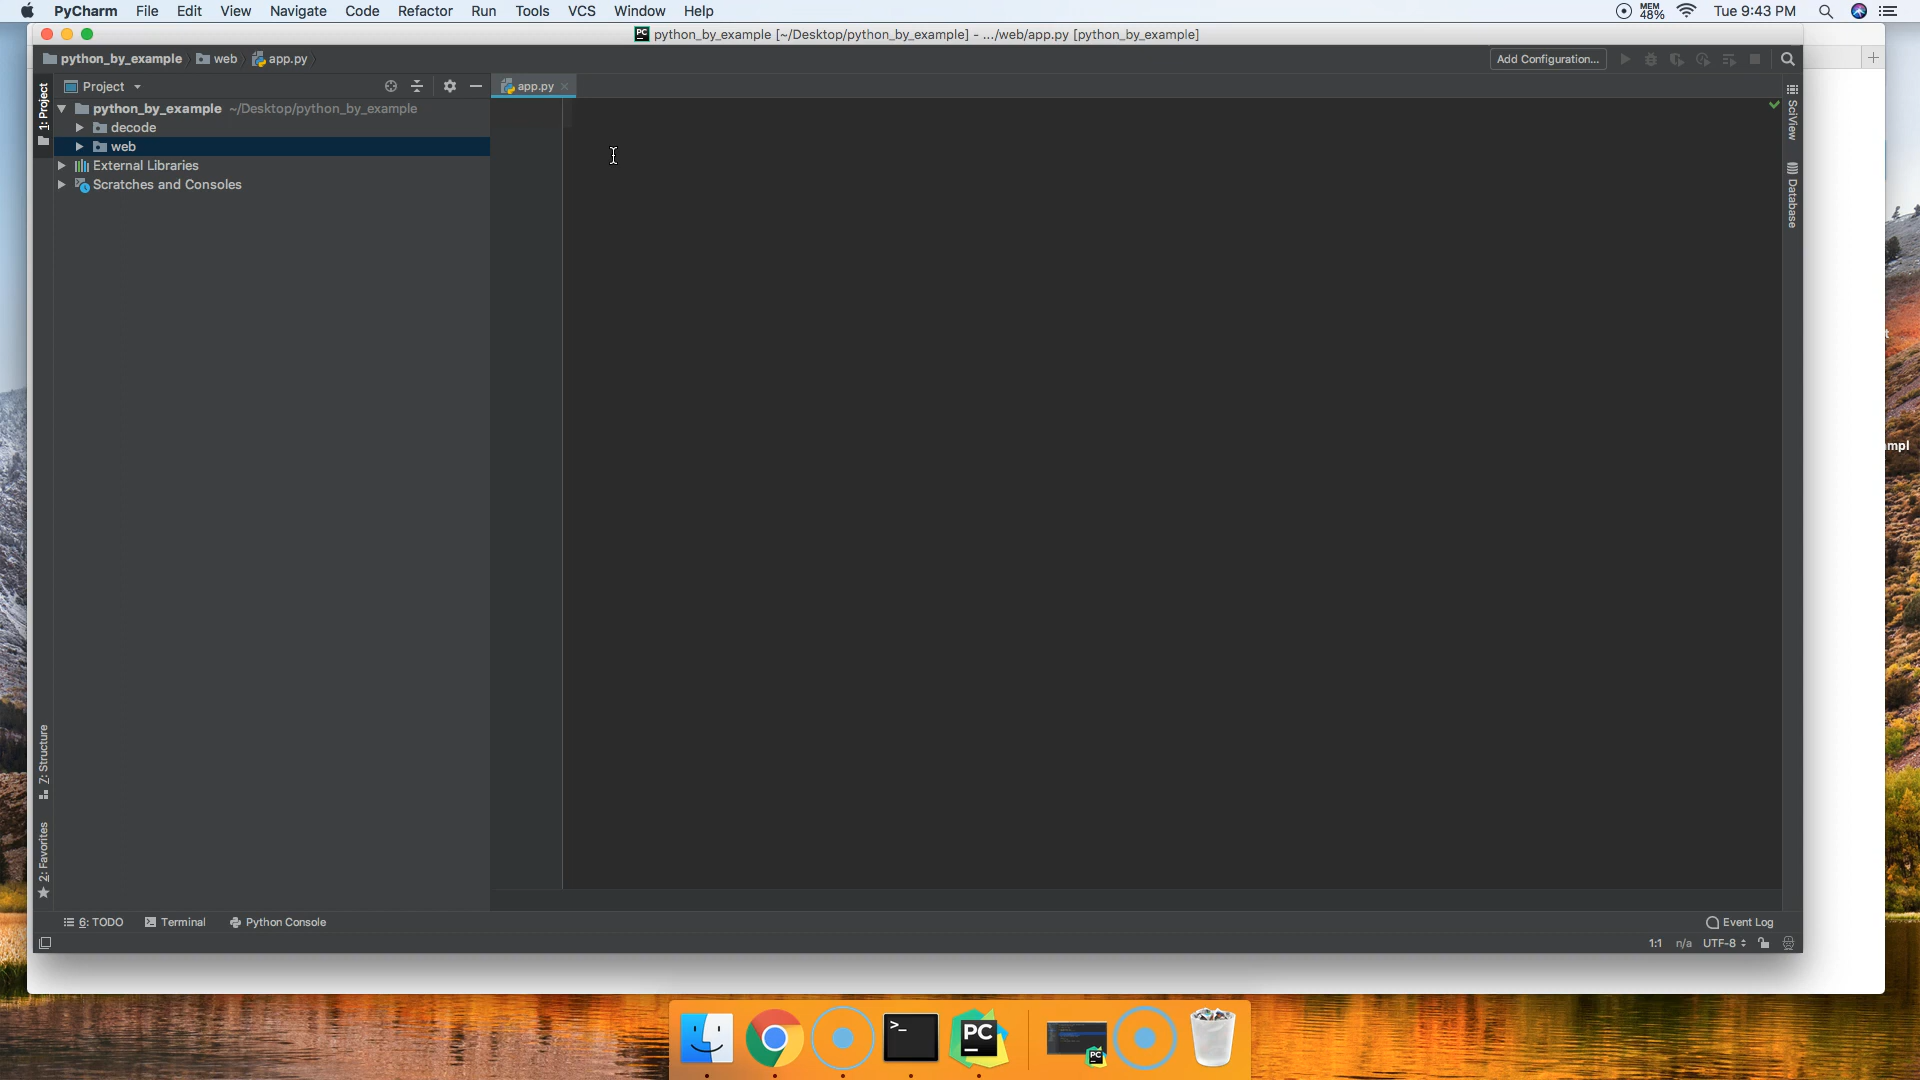 PyCharm File Edit View Navigate Code Refactor Run Tools VCS Window Help MEM 48% Tue 9:43 PM
PC python_by_example [~/Desktop/python_by_example] - .../web/app.py [python_by_example]
python_by_example web app.py Add Configuration...
1: Project
Project
app.py
python_by_example ~/Desktop/python_by_example
decode
web
External Libraries
Scratches and Consoles
SciView
Database
mpl
7: Structure
2: Favorites
6: TODO Terminal Python Console Event Log
1:1 n/a UTF-8
>_
PC
PC